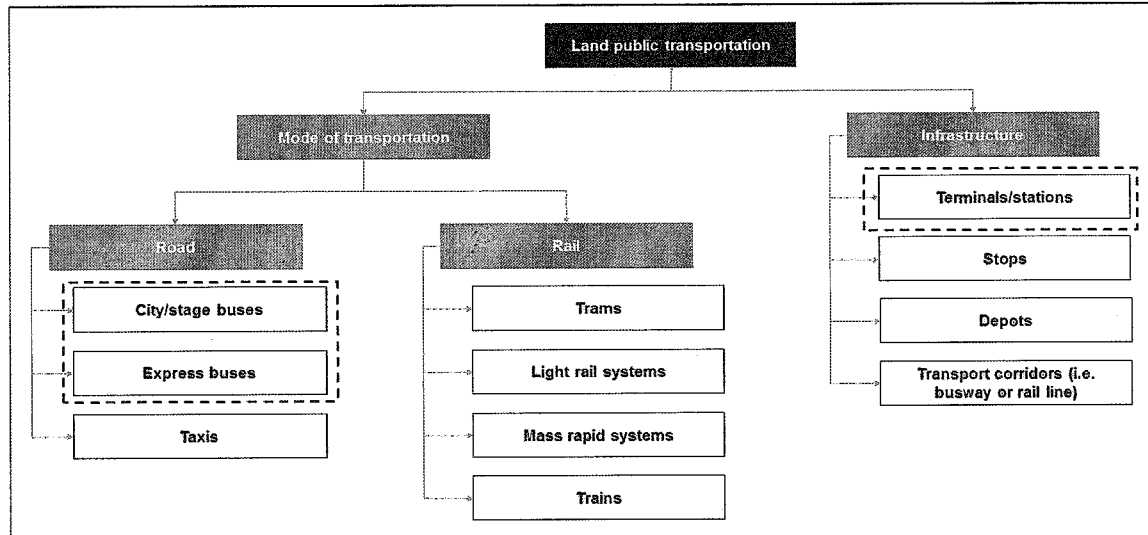 Land public transportation
Mode of transportation
Infrastructure
Road
Rail
City/stage buses
Express buses
Taxis
Trams
Light rail systems
Mass rapid systems
Trains
Terminals/stations
Stops
Depots
Transport corridors (i.e.
busway or rail line)